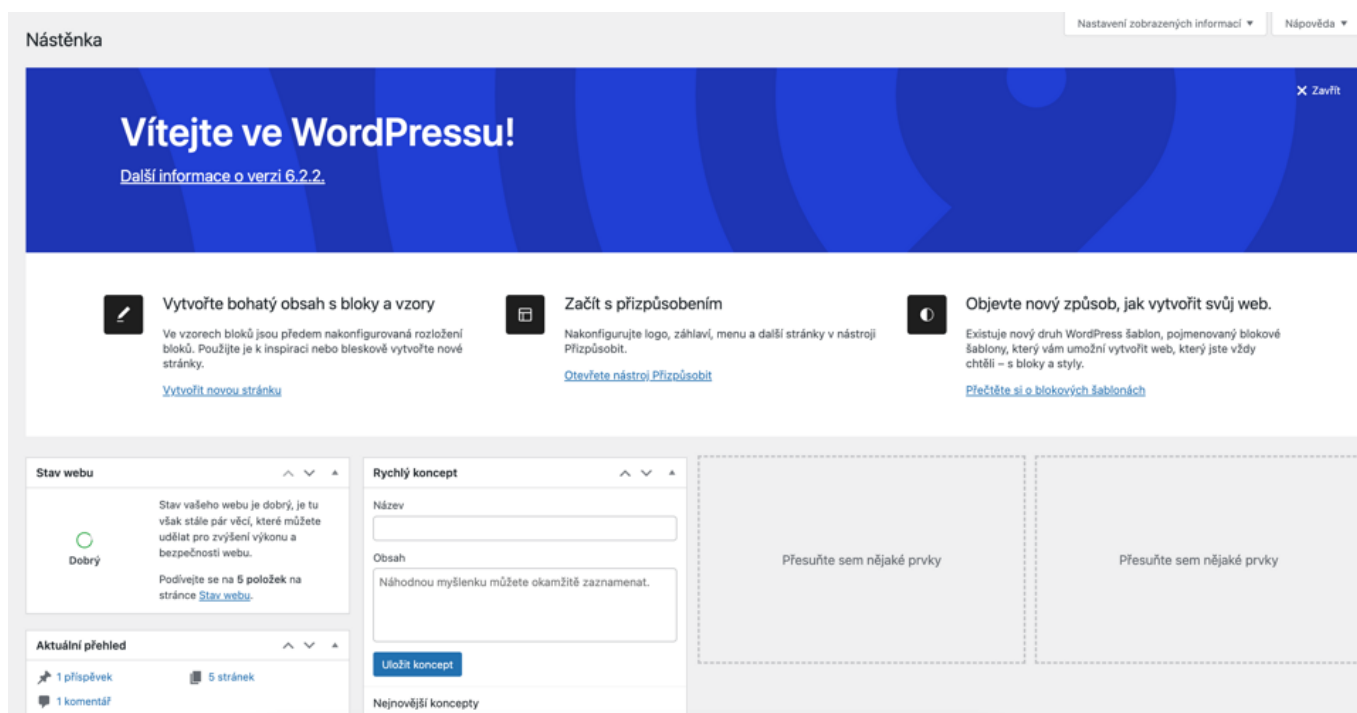 Nastavení zobrazených informací
Nápověda
Nástěnka
Zavřít
Vítejte ve WordPressu!
Další informace o verzi 6.2.2.
Vytvořte bohatý obsah s bloky a vzory
Ve vzorech bloků jsou předem nakonfigurovaná rozložení
bloků. Použijte je k inspiraci nebo bleskově vytvořte nové
stránky.
Vytvořit novou stránku
Začít s přizpůsobením
Nakonfigurujte logo, záhlaví, menu a další stránky v nástroji
Přizpůsobit.
Otevřete nástroj Přizpůsobit
Objevte nový způsob, jak vytvořit svůj web.
Existuje nový druh WordPress šablon, pojmenovaný blokové
šablony, který vám umožní vytvořit web, který jste vždy
chtěli – s bloky a styly.
Přečtěte si o blokových šablonách
Stav webu
Dobrý
Stav vašeho webu je dobrý, je tu
však stále pár věcí, které můžete
udělat pro zvýšení výkonu a
bezpečnosti webu.
Podívejte se na 5 položek na
stránce Stav webu.
Aktuální přehled
1 příspěvek
5 stránek
1 komentář
Rychlý koncept
Název
Obsah
Náhodnou myšlenku můžete okamžitě zaznamenat.
Uložit koncept
Nejnovější koncepty
Přesuňte sem nějaké prvky
Přesuňte sem nějaké prvky